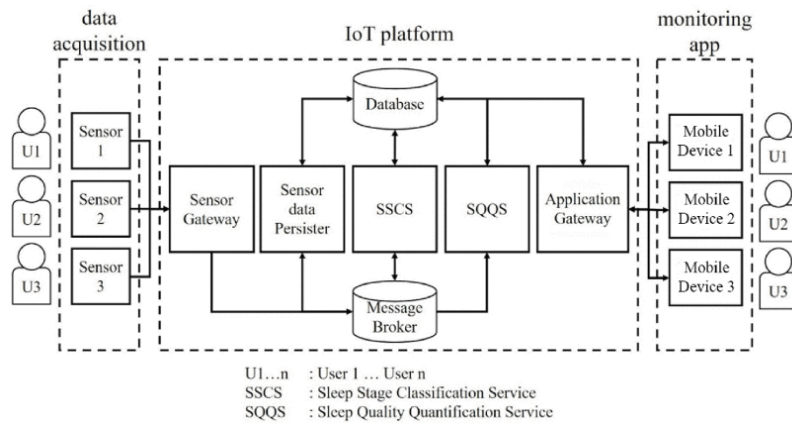 data
acquisition
IoT platform
monitoring
app
U1
U2
U3
Sensor
1
Sensor
2
Sensor
3
Sensor
Gateway
Sensor
data
Persister
Database
SSCS
SQQS
Message
Broker
Application
Gateway
Mobile
Device 1
Mobile
Device 2
Mobile
Device 3
U1
U2
U3
U1...n : User 1 ... User n
SSCS : Sleep Stage Classification Service
SQQS : Sleep Quality Quantification Service